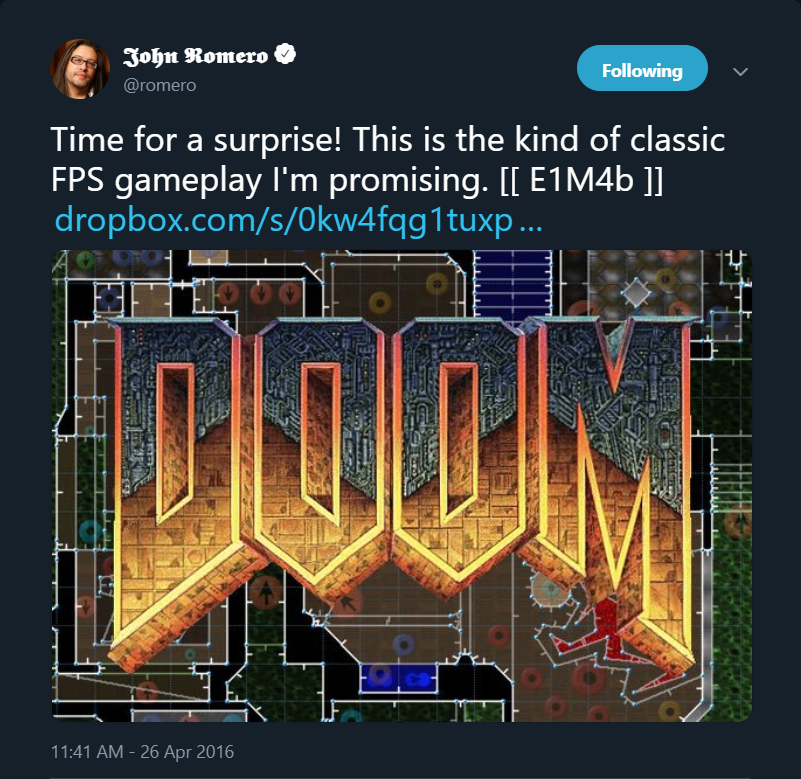 John Romero
@romero
Following
Time for a surprise! This is the kind of classic
FPS gameplay I'm promising. [[ E1M4b ]]
dropbox.com/s/0kw4fqg1tuxp...
DOOM
11:41 AM - 26 Apr 2016